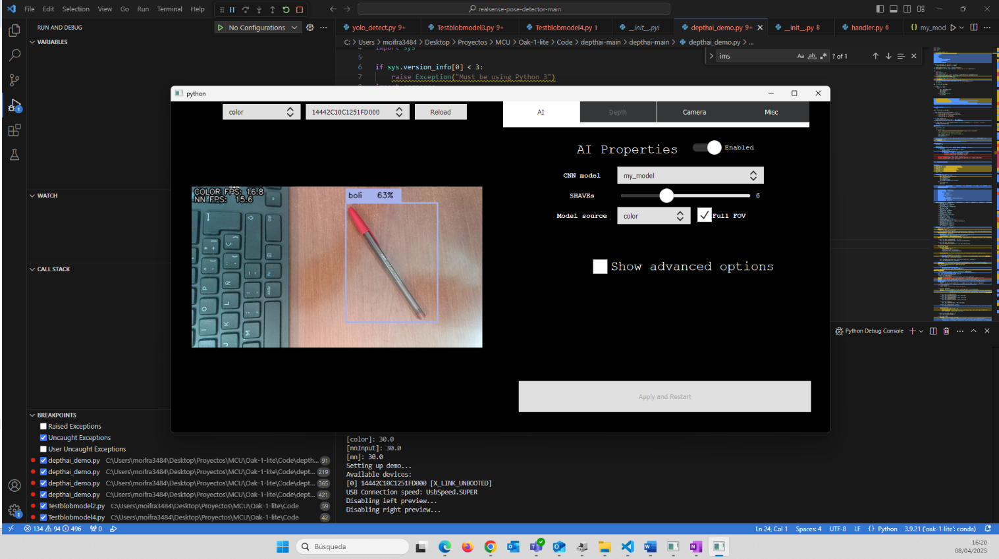 File Edit Selection View Go Run Terminal Help
realsense-pose-detector-main
RUN AND DEBUG
No Configurations
yolo_detect.py 9+
Testblobmodel3.py 9+
Testblobmodel4.py 1
__init__.pyi
depthai_demo.py 9+
__init__.py 8
handler.py 6
my_mod
VARIABLES
C: > Users > moifra3484 > Desktop > Proyectos > MCU > Oak-1-lite > Code > depthai-main > depthai-main > depthai_demo.py > ...
4 import sys
5
6 if sys.version_info[0] < 3:
7 raise Exception("Must be using Python 3")
ims
Aa ab ? of 1
python
color
14442C10C1251FD000
Reload
AI
Depth
Camera
Misc
AI Properties
Enabled
CNN model
my_model
SHAVEs
6
Model source
color
Full FOV
Show advanced options
Apply and Restart
COLOR FPS: 16.8
NN FPS: 15.6
boli 63%
WATCH
CALL STACK
Python Debug Console
BREAKPOINTS
Raised Exceptions
Uncaught Exceptions
User Uncaught Exceptions
depthai_demo.py C:\Users\moifra3484\Desktop\Proyectos\MCU\Oak-1-lite\Code\depth... 91
depthai_demo.py C:\Users\moifra3484\Desktop\Proyectos\MCU\Oak-1-lite\Code\dept... 219
depthai_demo.py C:\Users\moifra3484\Desktop\Proyectos\MCU\Oak-1-lite\Code\dept... 365
depthai_demo.py C:\Users\moifra3484\Desktop\Proyectos\MCU\Oak-1-lite\Code\dept... 421
Testblobmodel2.py C:\Users\moifra3484\Desktop\Proyectos\MCU\Oak-1-lite\Code 59
Testblobmodel4.py C:\Users\moifra3484\Desktop\Proyectos\MCU\Oak-1-lite\Code 42
[color]: 30.0
[nnInput]: 30.0
[nn]: 30.0
Setting up demo...
Available devices:
[0] 14442C10C1251FD000 [X_LINK_UNBOOTED]
USB Connection speed: UsbSpeed.SUPER
Disabling left preview...
Disabling right preview...
134 94 496 0
Ln 24, Col 1 Spaces: 4 UTF-8 LF Python 3.9.21 ('oak-1-lite': conda)
Búsqueda
16:20
08/04/2025